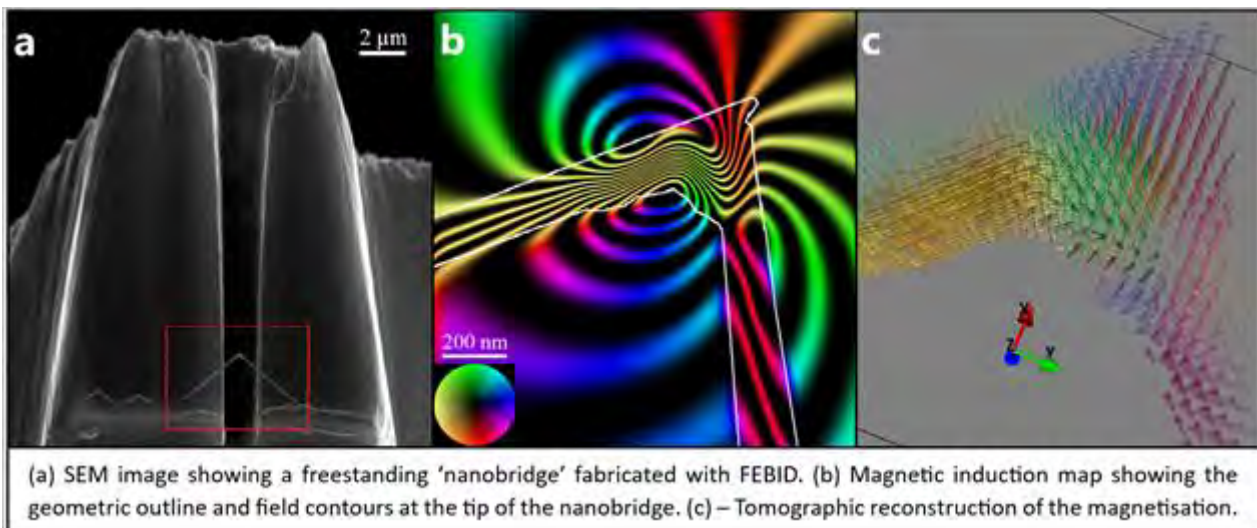 a
2 μm
b
200 nm
c
Y
Z
Y
(a) SEM image showing a freestanding 'nanobridge' fabricated with FEBID. (b) Magnetic induction map showing the
geometric outline and field contours at the tip of the nanobridge. (c) – Tomographic reconstruction of the magnetisation.